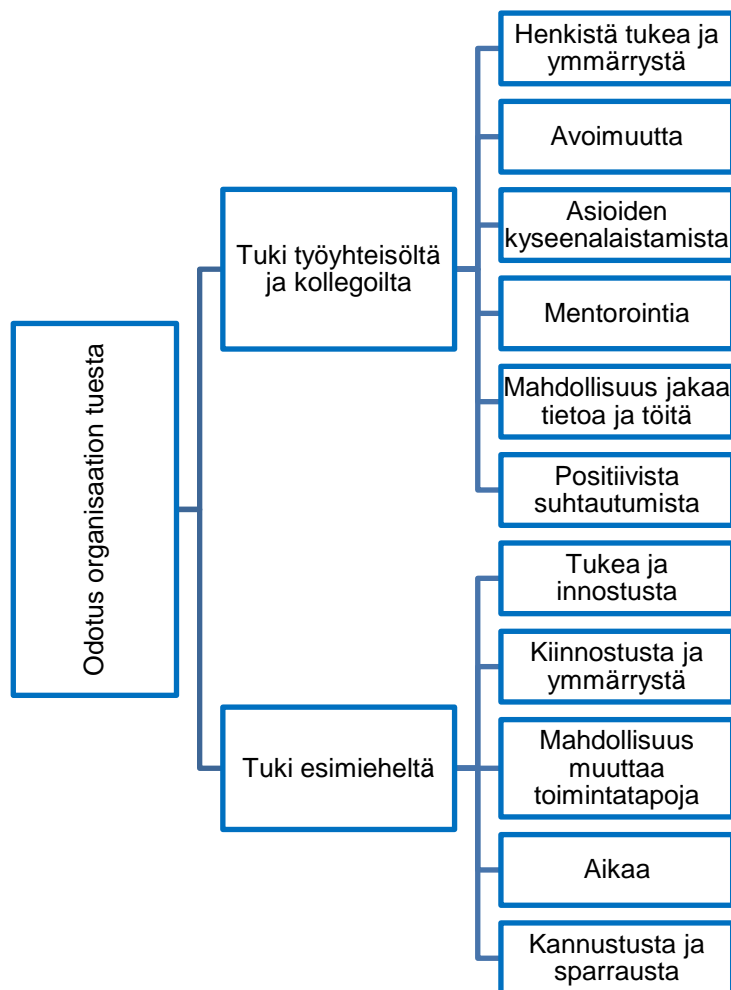 Odotus organisaation tuesta
Tuki työyhteisöltä
ja kollegoilta
Henkistä tukea ja
ymmärrystä
Avoimuutta
Asioiden
kyseenalaistamista
Mentorointia
Mahdollisuus jakaa
tietoa ja töitä
Positiivista
suhtautumista
Tuki esimieheltä
Tukea ja
innostusta
Kiinnostusta ja
ymmärrystä
Mahdollisuus
muuttaa
toimintatapoja
Aikaa
Kannustusta ja
sparrausta